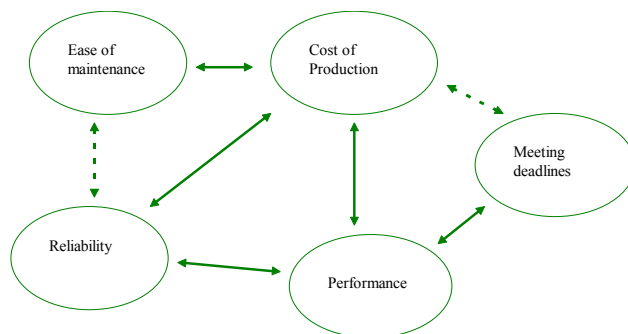 Ease of
maintenance
Cost of
Production
Meeting
deadlines
Reliability
Performance